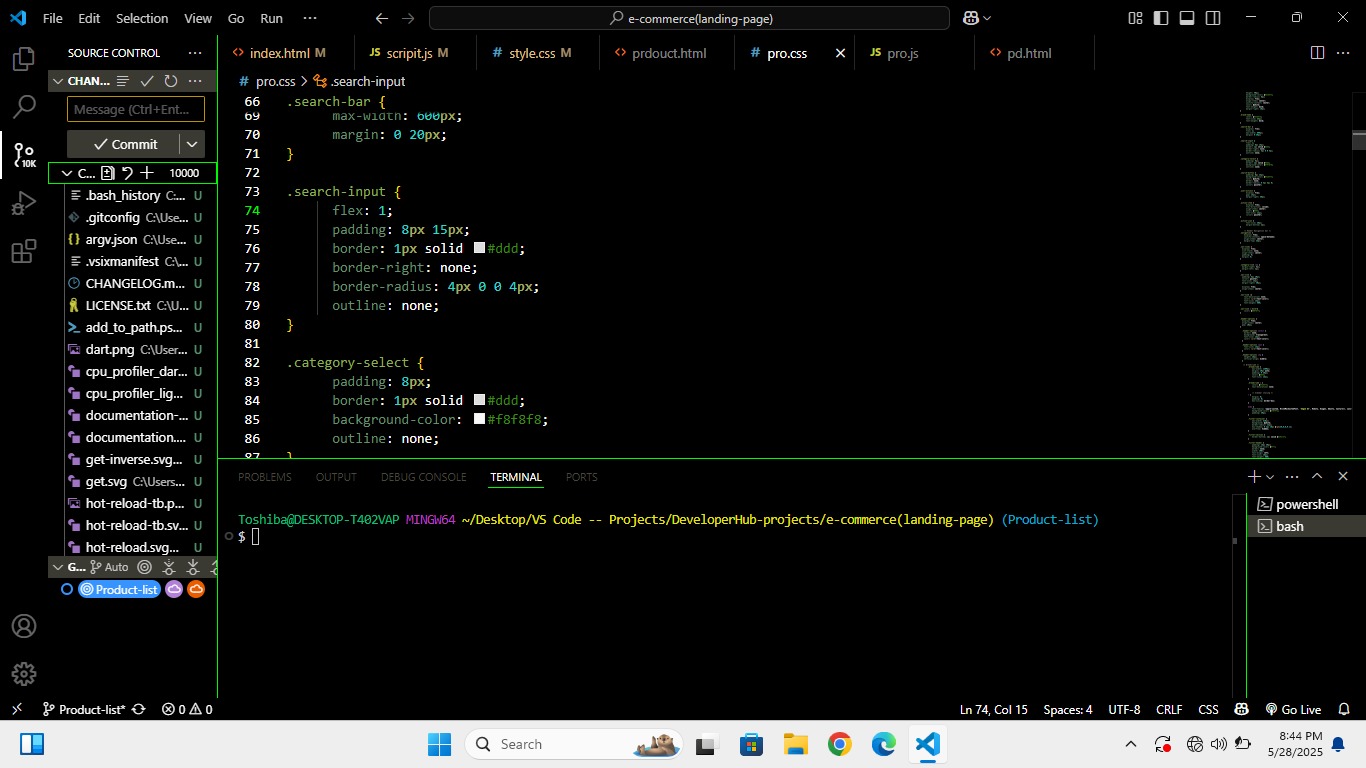 File Edit Selection View Go Run ···
e-commerce(landing-page)
SOURCE CONTROL ···
index.html M
JS scripit.js M
# style.css M
<> prdouct.html
# pro.css
JS pro.js
<> pd.html
CHAN...
# pro.css > .search-input
Message (Ctrl+Ent...
Commit
C... 10000
.bash_history C:... U
.gitconfig C:\Use... U
argv.json C:\Use... U
.vsixmanifest C:\... U
CHANGELOG.m... U
LICENSE.txt C:\U... U
add_to_path.ps... U
dart.png C:\User... U
cpu_profiler_dar... U
cpu_profiler_lig... U
documentation-... U
documentation.... U
get-inverse.svg... U
get.svg C:\Users... U
hot-reload-tb.p... U
hot-reload-tb.sv... U
hot-reload.svg... U
G... Auto
Product-list
10K
66 .search-bar {
69 max-width: 600px;
70 margin: 0 20px;
71 }
72
73 .search-input {
74 flex: 1;
75 padding: 8px 15px;
76 border: 1px solid #ddd;
77 border-right: none;
78 border-radius: 4px 0 0 4px;
79 outline: none;
80 }
81
82 .category-select {
83 padding: 8px;
84 border: 1px solid #ddd;
85 background-color: #f8f8f8;
86 outline: none;
87 }
PROBLEMS OUTPUT DEBUG CONSOLE TERMINAL PORTS
powershell
bash
Toshiba@DESKTOP-T402VAP MINGW64 ~/Desktop/VS Code -- Projects/DeveloperHub-projects/e-commerce(landing-page) (Product-list)
$
Product-list* 0 0 Ln 74, Col 15 Spaces: 4 UTF-8 CRLF CSS Go Live
Search
8:44 PM
5/28/2025